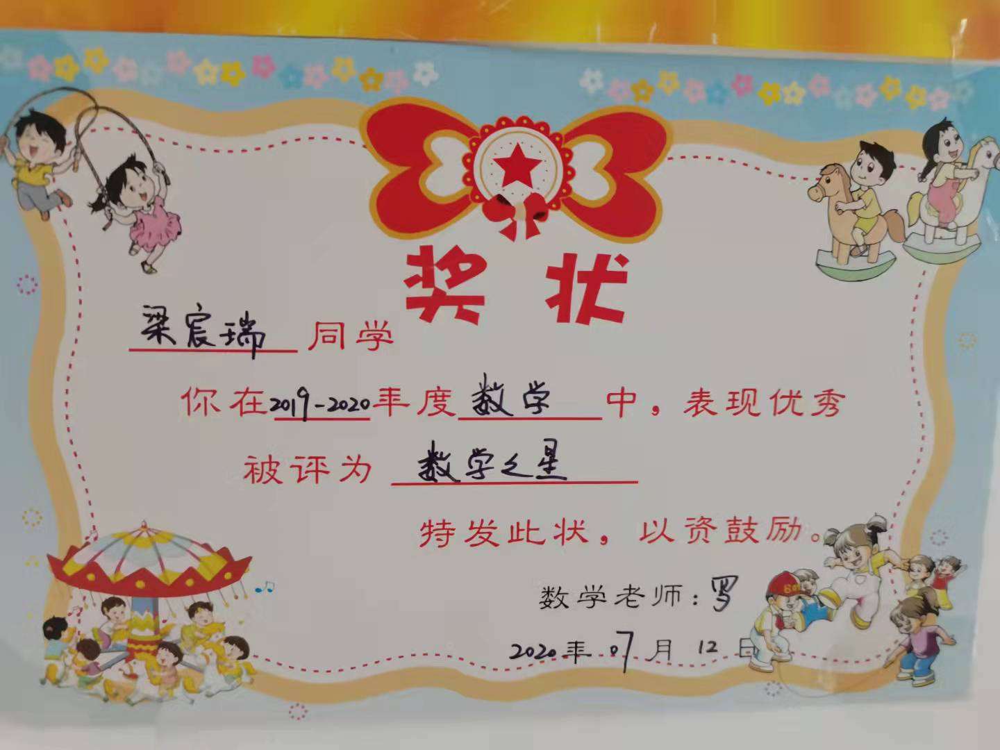 奖状
梁宸瑞同学
你在2019-2020年度数学中，表现优秀
被评为 数学之星
特发此状，以资鼓励。
数学老师：罗
2020年07月12日